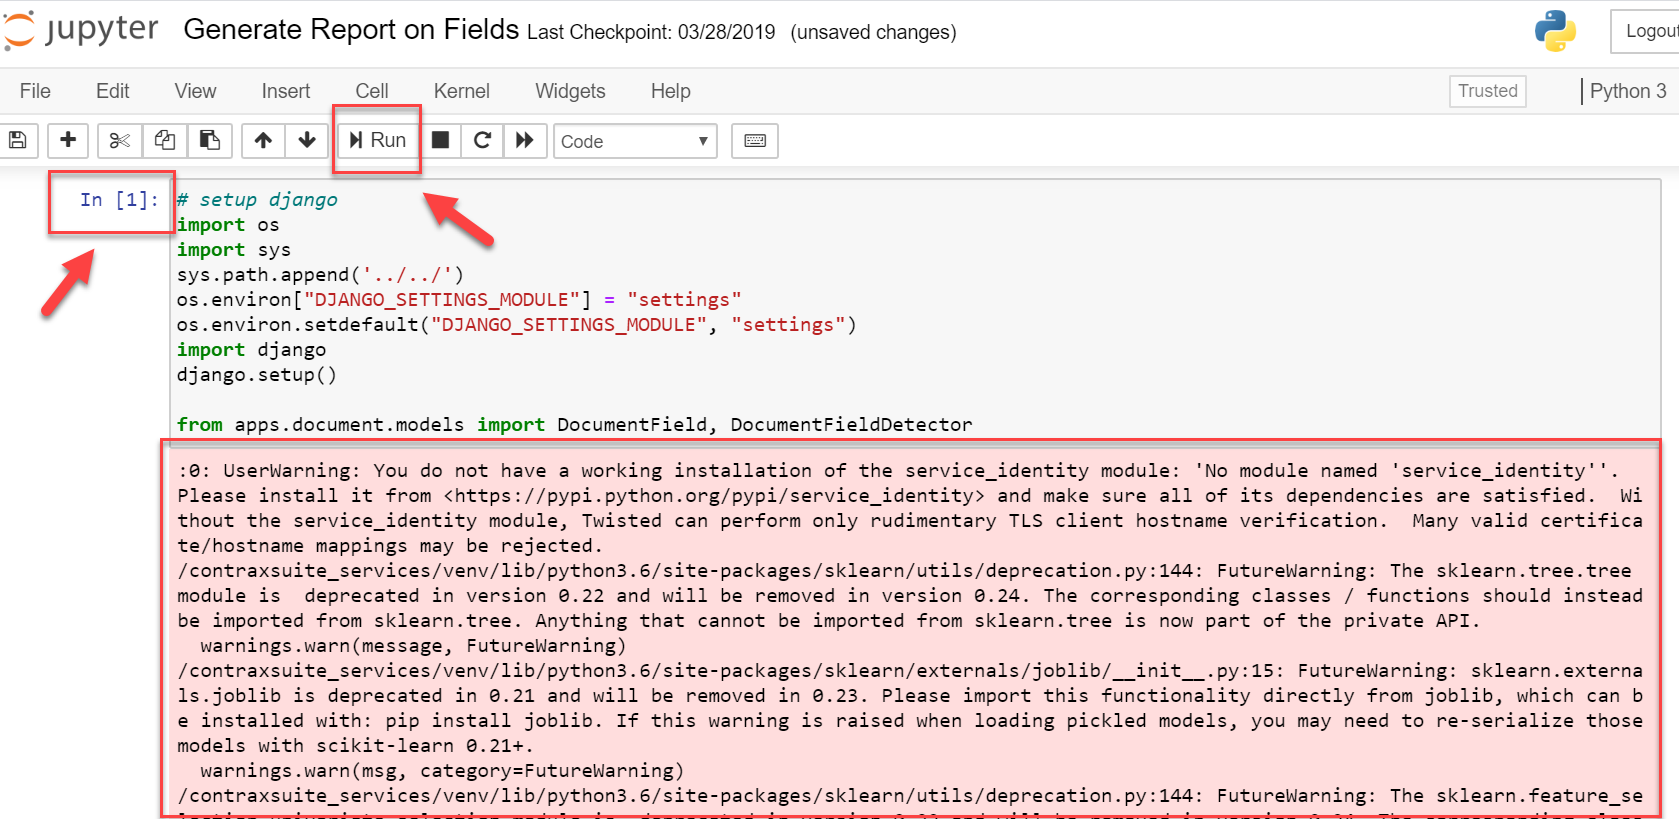 jupyter Generate Report on Fields Last Checkpoint: 03/28/2019 (unsaved changes)
Logout
File Edit View Insert Cell Kernel Widgets Help Trusted Python 3
Run Code
In [1]: # setup django
import os
import sys
sys.path.append('../../')
os.environ["DJANGO_SETTINGS_MODULE"] = "settings"
os.environ.setdefault("DJANGO_SETTINGS_MODULE", "settings")
import django
django.setup()
from apps.document.models import DocumentField, DocumentFieldDetector
:0: UserWarning: You do not have a working installation of the service_identity module: 'No module named 'service_identity''.
Please install it from <https://pypi.python.org/pypi/service_identity> and make sure all of its dependencies are satisfied.  Wi
thout the service_identity module, Twisted can perform only rudimentary TLS client hostname verification.  Many valid certifica
te/hostname mappings may be rejected.
/contraxsuite_services/venv/lib/python3.6/site-packages/sklearn/utils/deprecation.py:144: FutureWarning: The sklearn.tree.tree
module is  deprecated in version 0.22 and will be removed in version 0.24. The corresponding classes / functions should instead
be imported from sklearn.tree. Anything that cannot be imported from sklearn.tree is now part of the private API.
  warnings.warn(message, FutureWarning)
/contraxsuite_services/venv/lib/python3.6/site-packages/sklearn/externals/joblib/__init__.py:15: FutureWarning: sklearn.externa
ls.joblib is deprecated in 0.21 and will be removed in 0.23. Please import this functionality directly from joblib, which can b
e installed with: pip install joblib. If this warning is raised when loading pickled models, you may need to re-serialize those
models with scikit-learn 0.21+.
  warnings.warn(msg, category=FutureWarning)
/contraxsuite_services/venv/lib/python3.6/site-packages/sklearn/utils/deprecation.py:144: FutureWarning: The sklearn.feature_se